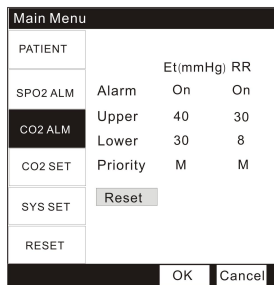 Main Menu
PATIENT
SPO2 ALM
CO2 ALM
CO2 SET
SYS SET
RESET
Et(mmHg) RR
Alarm On On
Upper 40 30
Lower 30 8
Priority M M
Reset
OK Cancel